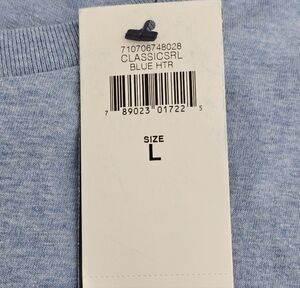 710706748028
CLASSICSRL
BLUE HTR
7 89023 01722 5
SIZE
L